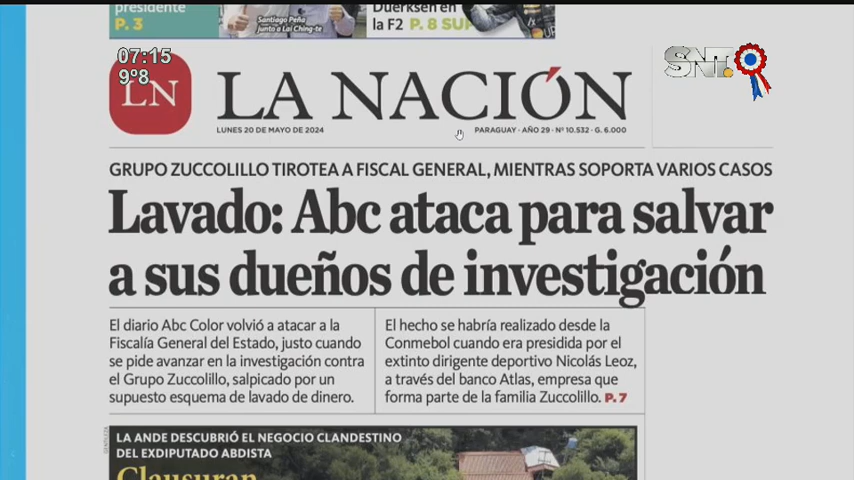 presidente
P. 3
Santiago Peña
junto a Lai Ching-te
Duerksen en
la F2 P. 8 SUP
07:15
9º8
SNT.
LN
LA NACIÓN
LUNES 20 DE MAYO DE 2024
PARAGUAY · AÑO 29 · Nº 10.532 · G. 6.000
GRUPO ZUCCOLILLO TIROTEA A FISCAL GENERAL, MIENTRAS SOPORTA VARIOS CASOS
Lavado: Abc ataca para salvar
a sus dueños de investigación
El diario Abc Color volvió a atacar a la
Fiscalía General del Estado, justo cuando
se pide avanzar en la investigación contra
el Grupo Zuccolillo, salpicado por un
supuesto esquema de lavado de dinero.
El hecho se habría realizado desde la
Conmebol cuando era presidida por el
extinto dirigente deportivo Nicolás Leoz,
a través del banco Atlas, empresa que
forma parte de la familia Zuccolillo. P. 7
LA ANDE DESCUBRIÓ EL NEGOCIO CLANDESTINO
DEL EXDIPUTADO ABDISTA
Clausuran